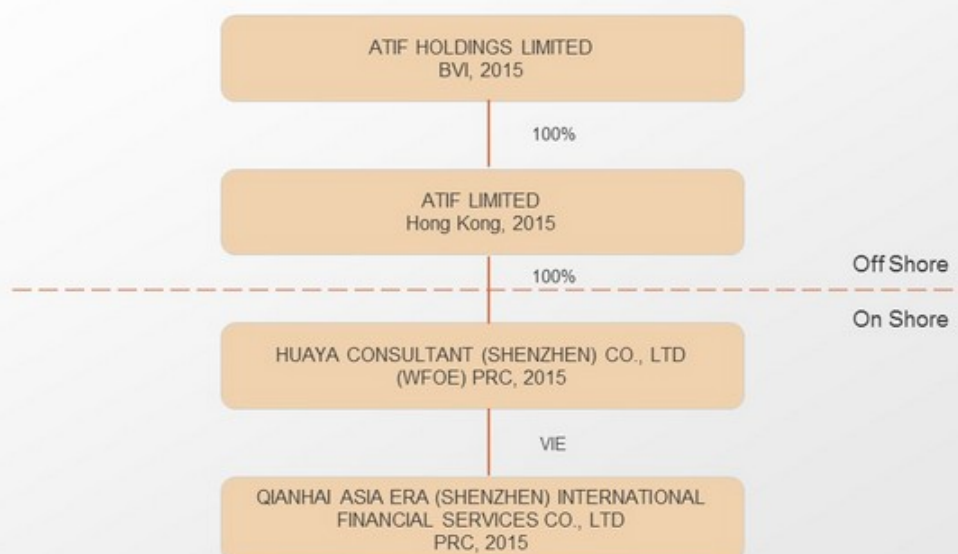 ATIF HOLDINGS LIMITED
BVI, 2015
100%
ATIF LIMITED
Hong Kong, 2015
100%
Off Shore
On Shore
HUAYA CONSULTANT (SHENZHEN) CO., LTD
(WFOE) PRC, 2015
VIE
QIANHAI ASIA ERA (SHENZHEN) INTERNATIONAL
FINANCIAL SERVICES CO., LTD
PRC, 2015